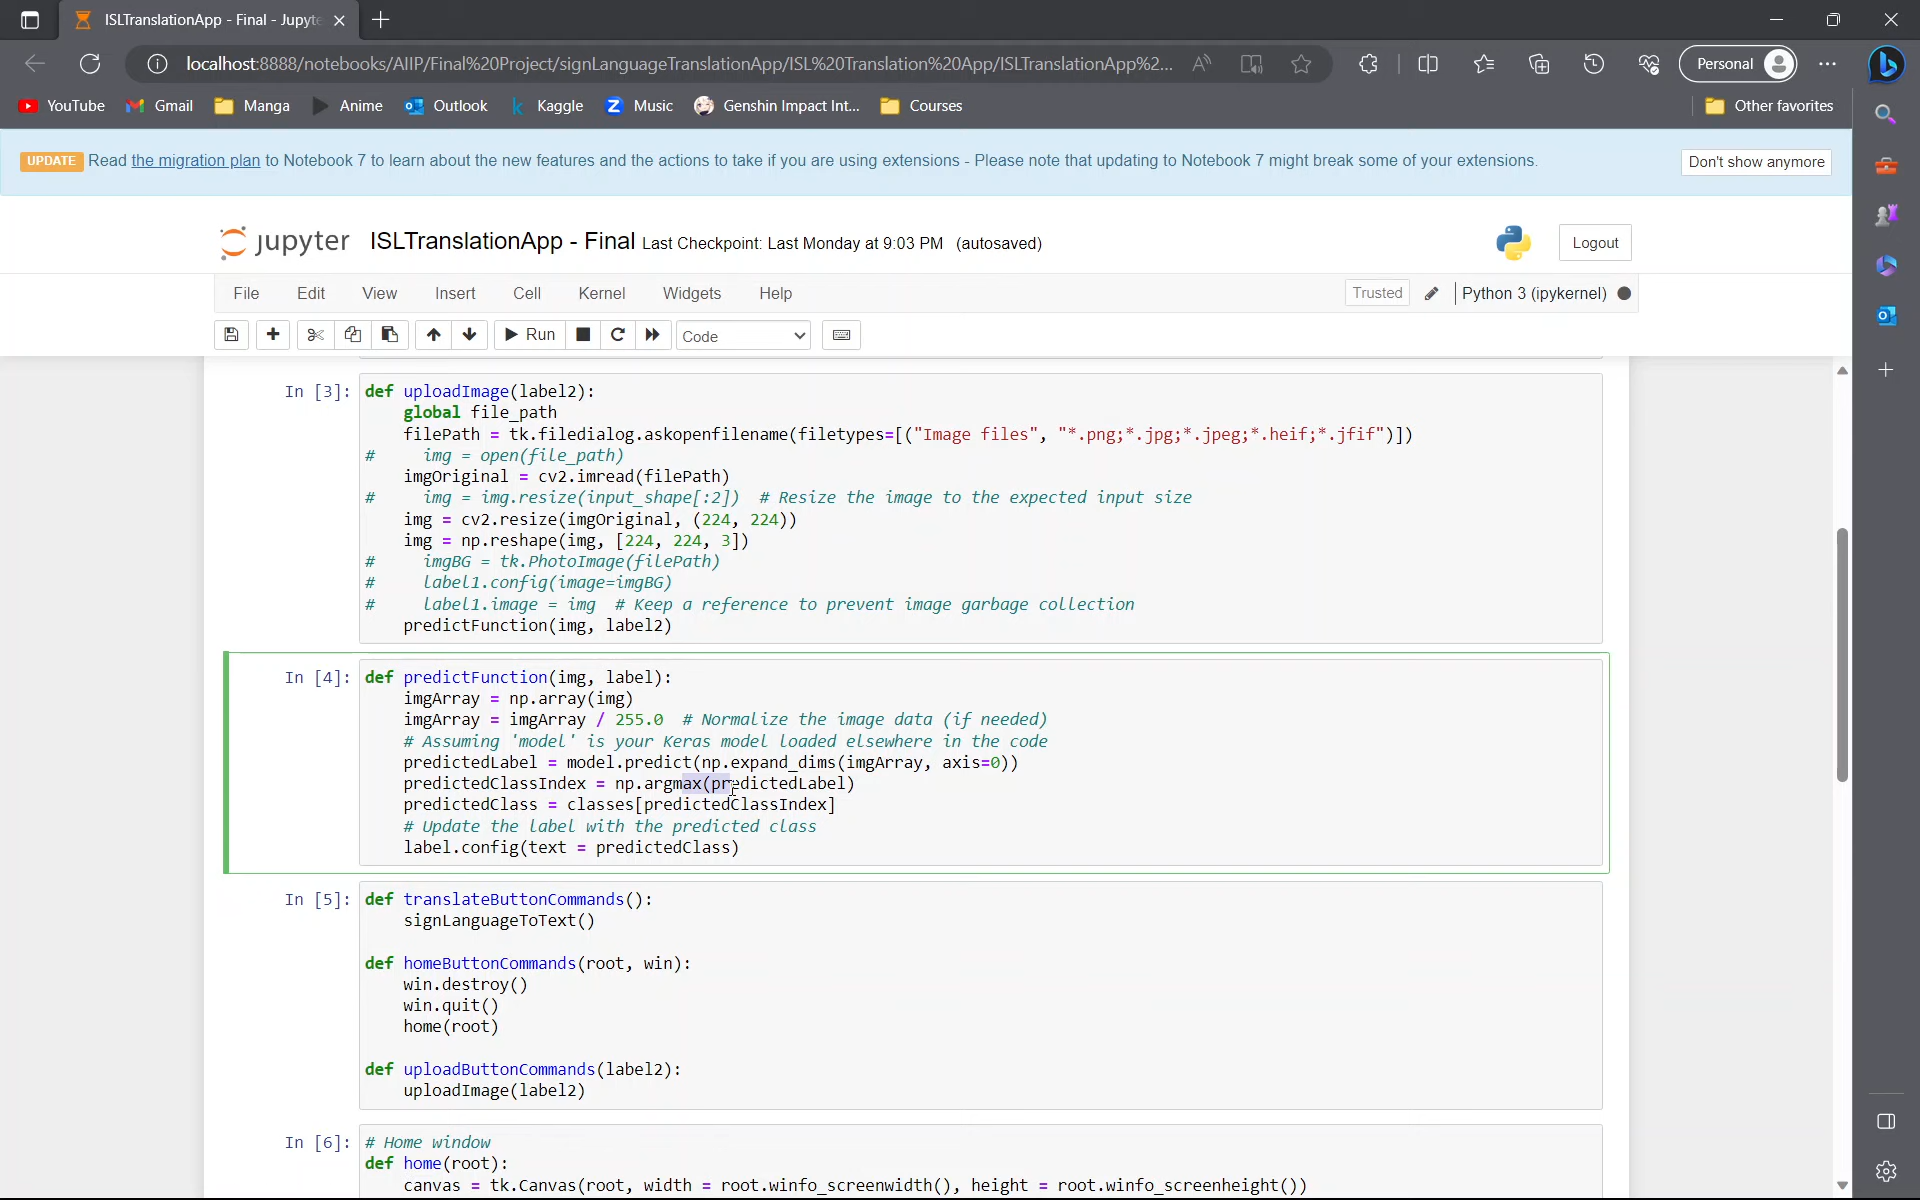 ISLTranslationApp - Final - Jupyte
localhost:8888/notebooks/AIIP/Final%20Project/signLanguageTranslationApp/ISL%20Translation%20App/ISLTranslationApp%2...
Personal
YouTube Gmail Manga Anime Outlook Kaggle Music Genshin Impact Int... Courses Other favorites
UPDATE Read the migration plan to Notebook 7 to learn about the new features and the actions to take if you are using extensions - Please note that updating to Notebook 7 might break some of your extensions. Don't show anymore
jupyter ISLTranslationApp - Final Last Checkpoint: Last Monday at 9:03 PM (autosaved) Logout
File Edit View Insert Cell Kernel Widgets Help Trusted Python 3 (ipykernel)
Run Code
In [3]: def uploadImage(label2):
global file_path
filePath = tk.filedialog.askopenfilename(filetypes=[("Image files", "*.png;*.jpg;*.jpeg;*.heif;*.jfif")])
# img = open(file_path)
imgOriginal = cv2.imread(filePath)
# img = img.resize(input_shape[:2]) # Resize the image to the expected input size
img = cv2.resize(imgOriginal, (224, 224))
img = np.reshape(img, [224, 224, 3])
# imgBG = tk.PhotoImage(filePath)
# label1.config(image=imgBG)
# label1.image = img # Keep a reference to prevent image garbage collection
predictFunction(img, label2)
In [4]: def predictFunction(img, label):
imgArray = np.array(img)
imgArray = imgArray / 255.0 # Normalize the image data (if needed)
# Assuming 'model' is your Keras model loaded elsewhere in the code
predictedLabel = model.predict(np.expand_dims(imgArray, axis=0))
predictedClassIndex = np.argmax(predictedLabel)
predictedClass = classes[predictedClassIndex]
# Update the label with the predicted class
label.config(text = predictedClass)
In [5]: def translateButtonCommands():
signLanguageToText()
def homeButtonCommands(root, win):
win.destroy()
win.quit()
home(root)
def uploadButtonCommands(label2):
uploadImage(label2)
In [6]: # Home window
def home(root):
canvas = tk.Canvas(root, width = root.winfo_screenwidth(), height = root.winfo_screenheight())